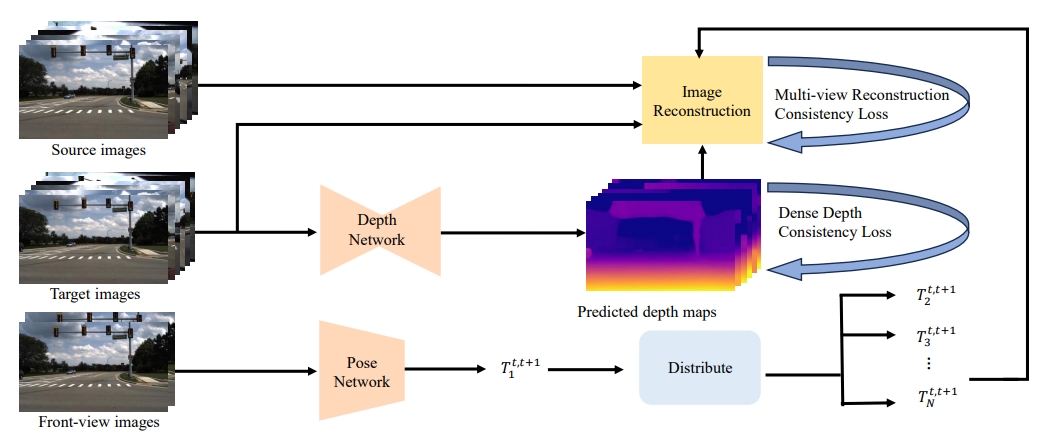 Source images
Image
Reconstruction
Multi-view Reconstruction
Consistency Loss
Target images
Depth
Network
Predicted depth maps
Dense Depth
Consistency Loss
Front-view images
Pose
Network
T_1^{t,t+1}
Distribute
T_2^{t,t+1}
T_3^{t,t+1}
⋮
T_N^{t,t+1}